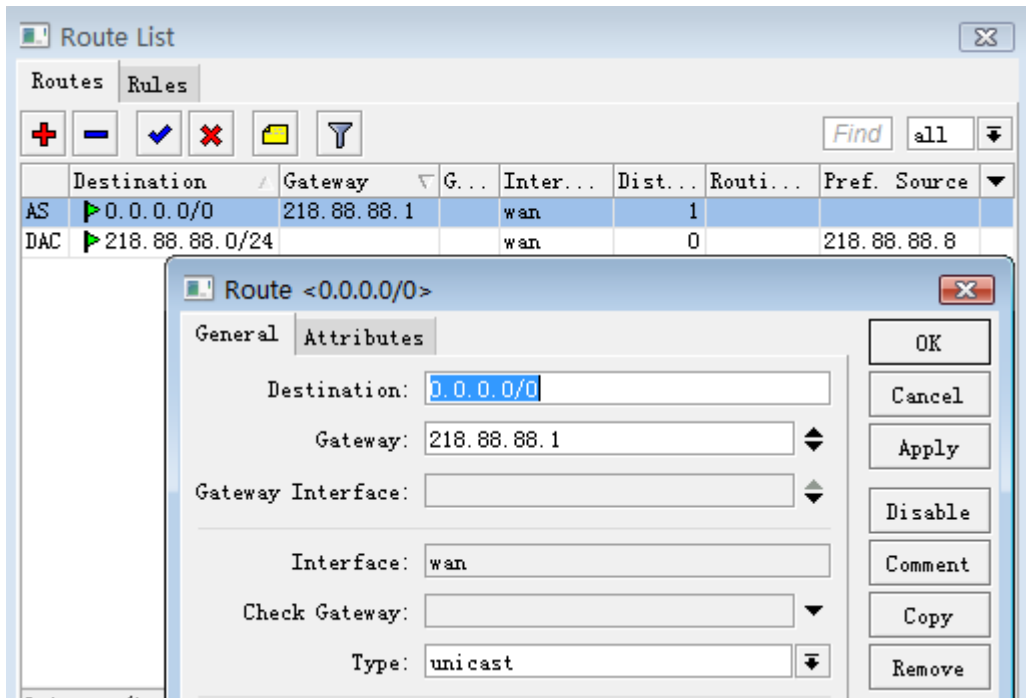 Route List
Routes Rules
Find all
Destination Gateway G... Inter... Dist... Routi... Pref. Source
AS 0.0.0.0/0 218.88.88.1 wan 1
DAC 218.88.88.0/24 wan 0 218.88.88.8
Route <0.0.0.0/0>
General Attributes
OK
Destination: 0.0.0.0/0
Cancel
Gateway: 218.88.88.1
Apply
Gateway Interface:
Disable
Interface: wan
Comment
Check Gateway:
Copy
Type: unicast
Remove